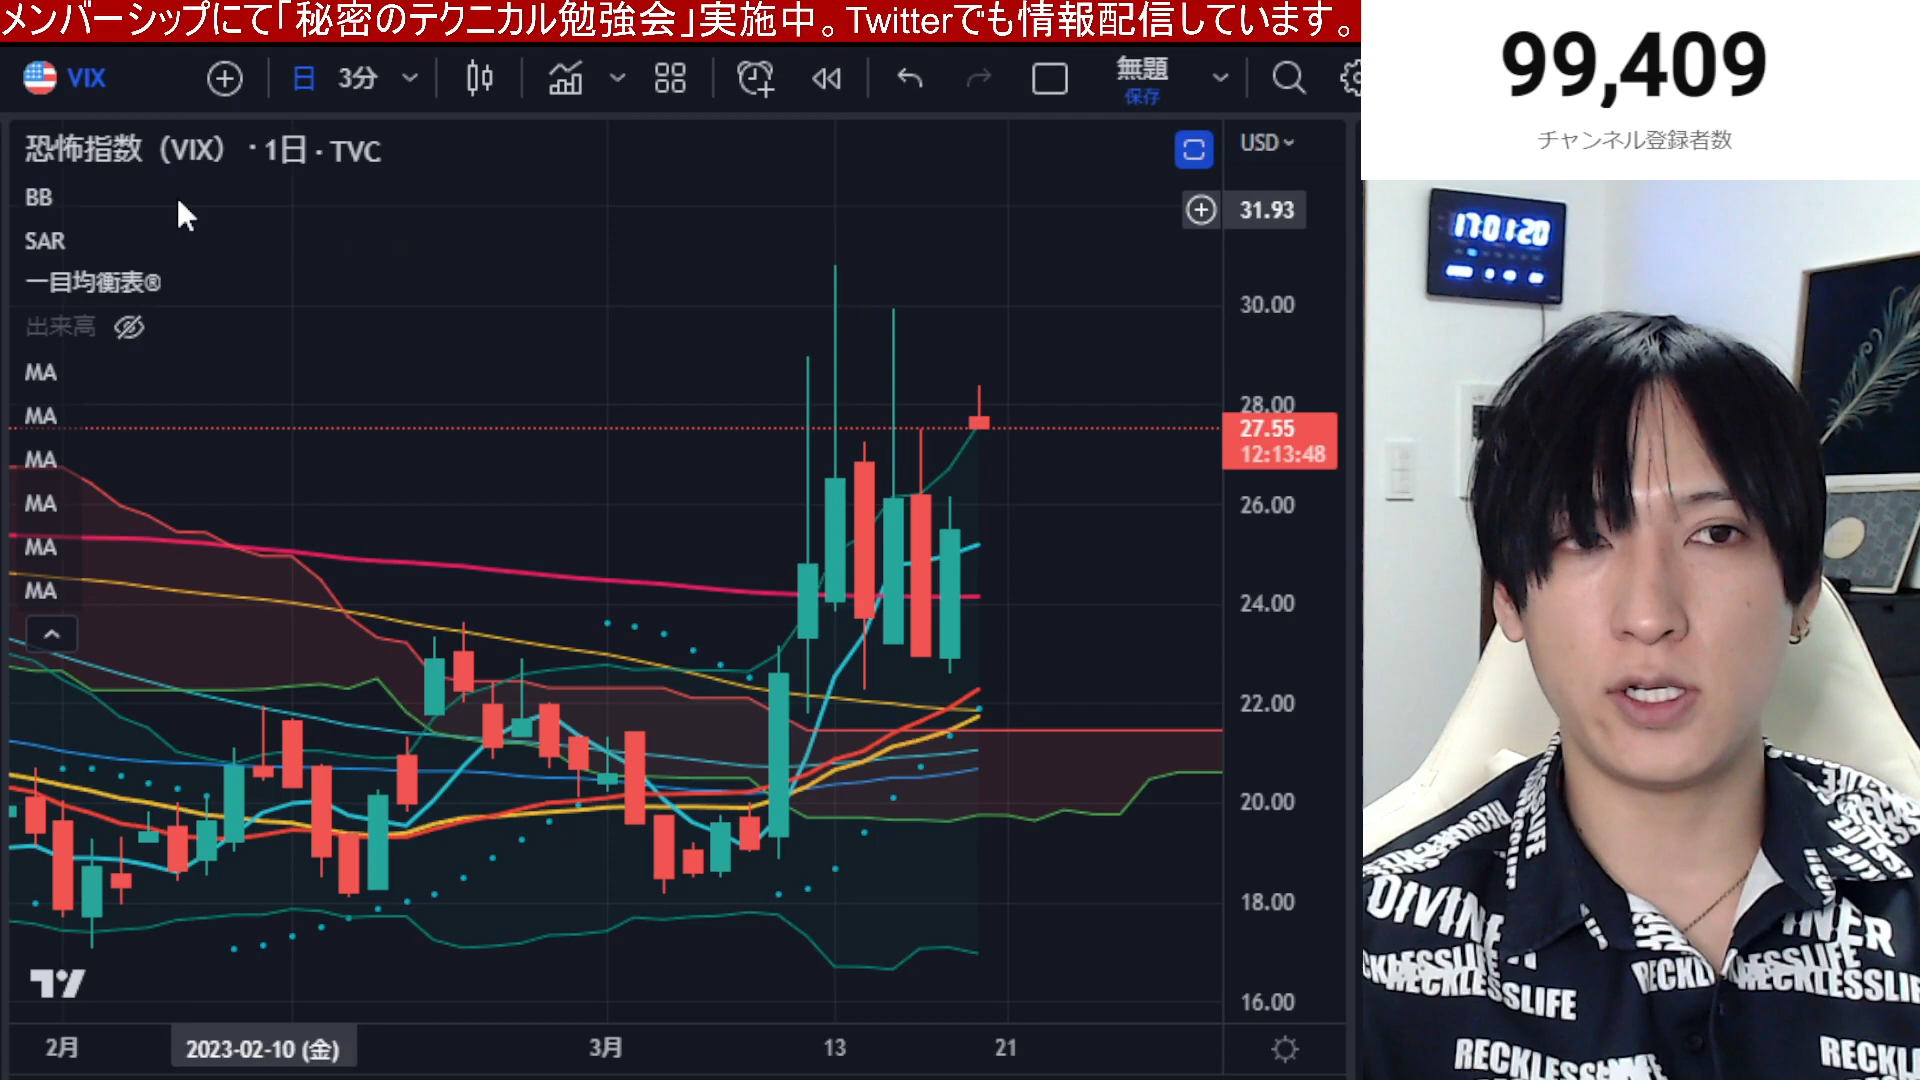 メンバーシップにて「秘密のテクニカル勉強会」実施中。Twitterでも情報配信しています。
99,409
チャンネル登録者数
VIX
日
3分
無題
保存
恐怖指数（VIX）・1日・TVC
USD
BB
31.93
SAR
一目均衡表®
出来高
MA
MA
MA
MA
MA
MA
30.00
28.00
27.55
12:13:48
26.00
24.00
22.00
20.00
18.00
16.00
2月
2023-02-10 (金)
3月
13
21
17:01:20
DIVINER
RECKLESSLIFE
RECKLESSLIFE